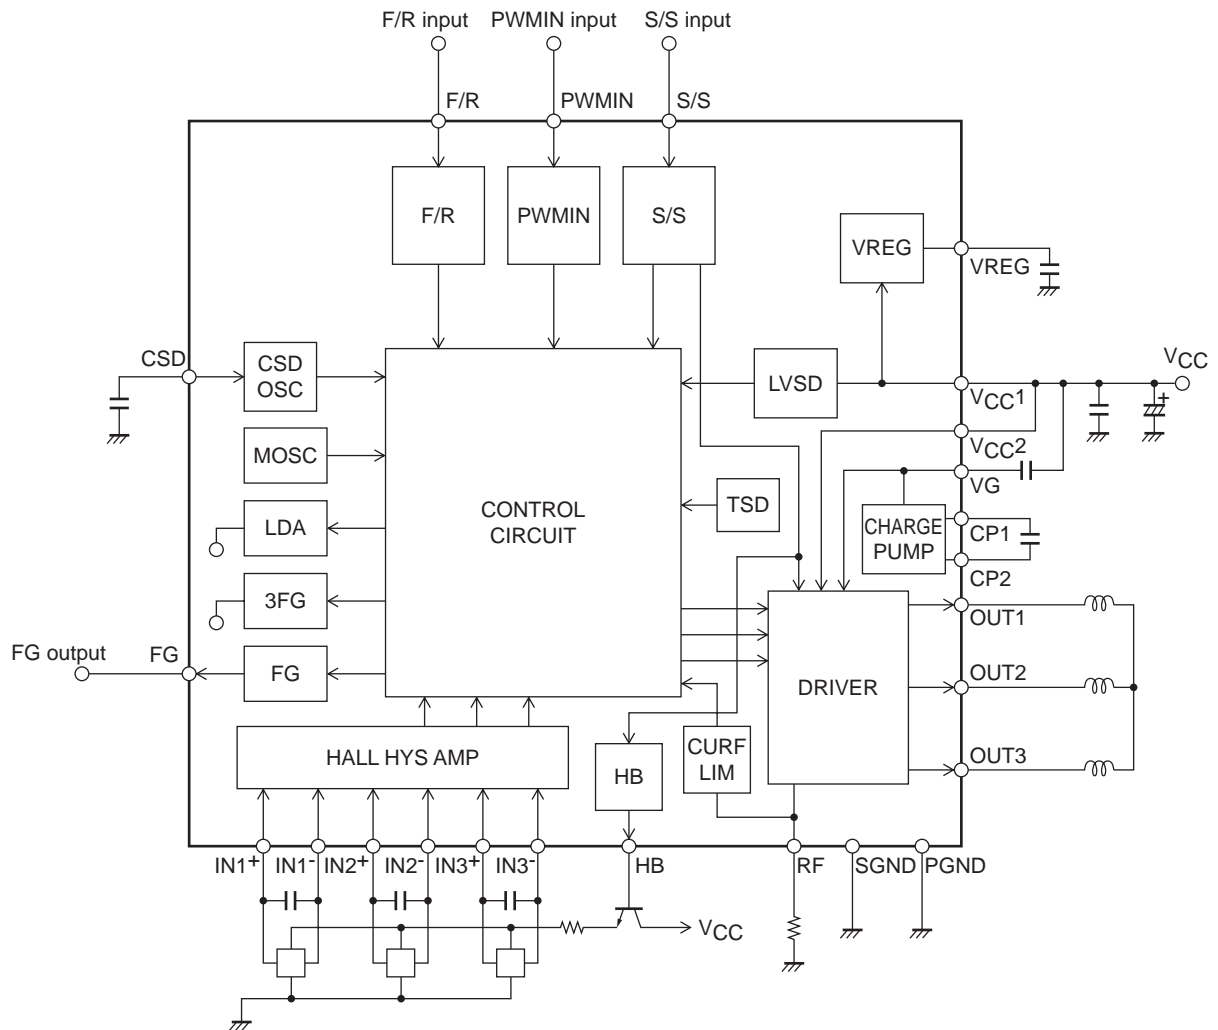 F/R input PWMIN input S/S input
F/R PWMIN S/S
F/R PWMIN S/S
VREG
VREG
CSD
CSD
OSC
LVSD
VCC
VCC1
+
MOSC
VCC2
VG
CONTROL
CIRCUIT
TSD
LDA
CHARGE
PUMP
CP1
CP2
3FG
OUT1
FG output
FG
FG
DRIVER
OUT2
HALL HYS AMP
HB
CURF
LIM
OUT3
IN1+ IN1- IN2+ IN2- IN3+ IN3- HB RF SGND PGND
VCC